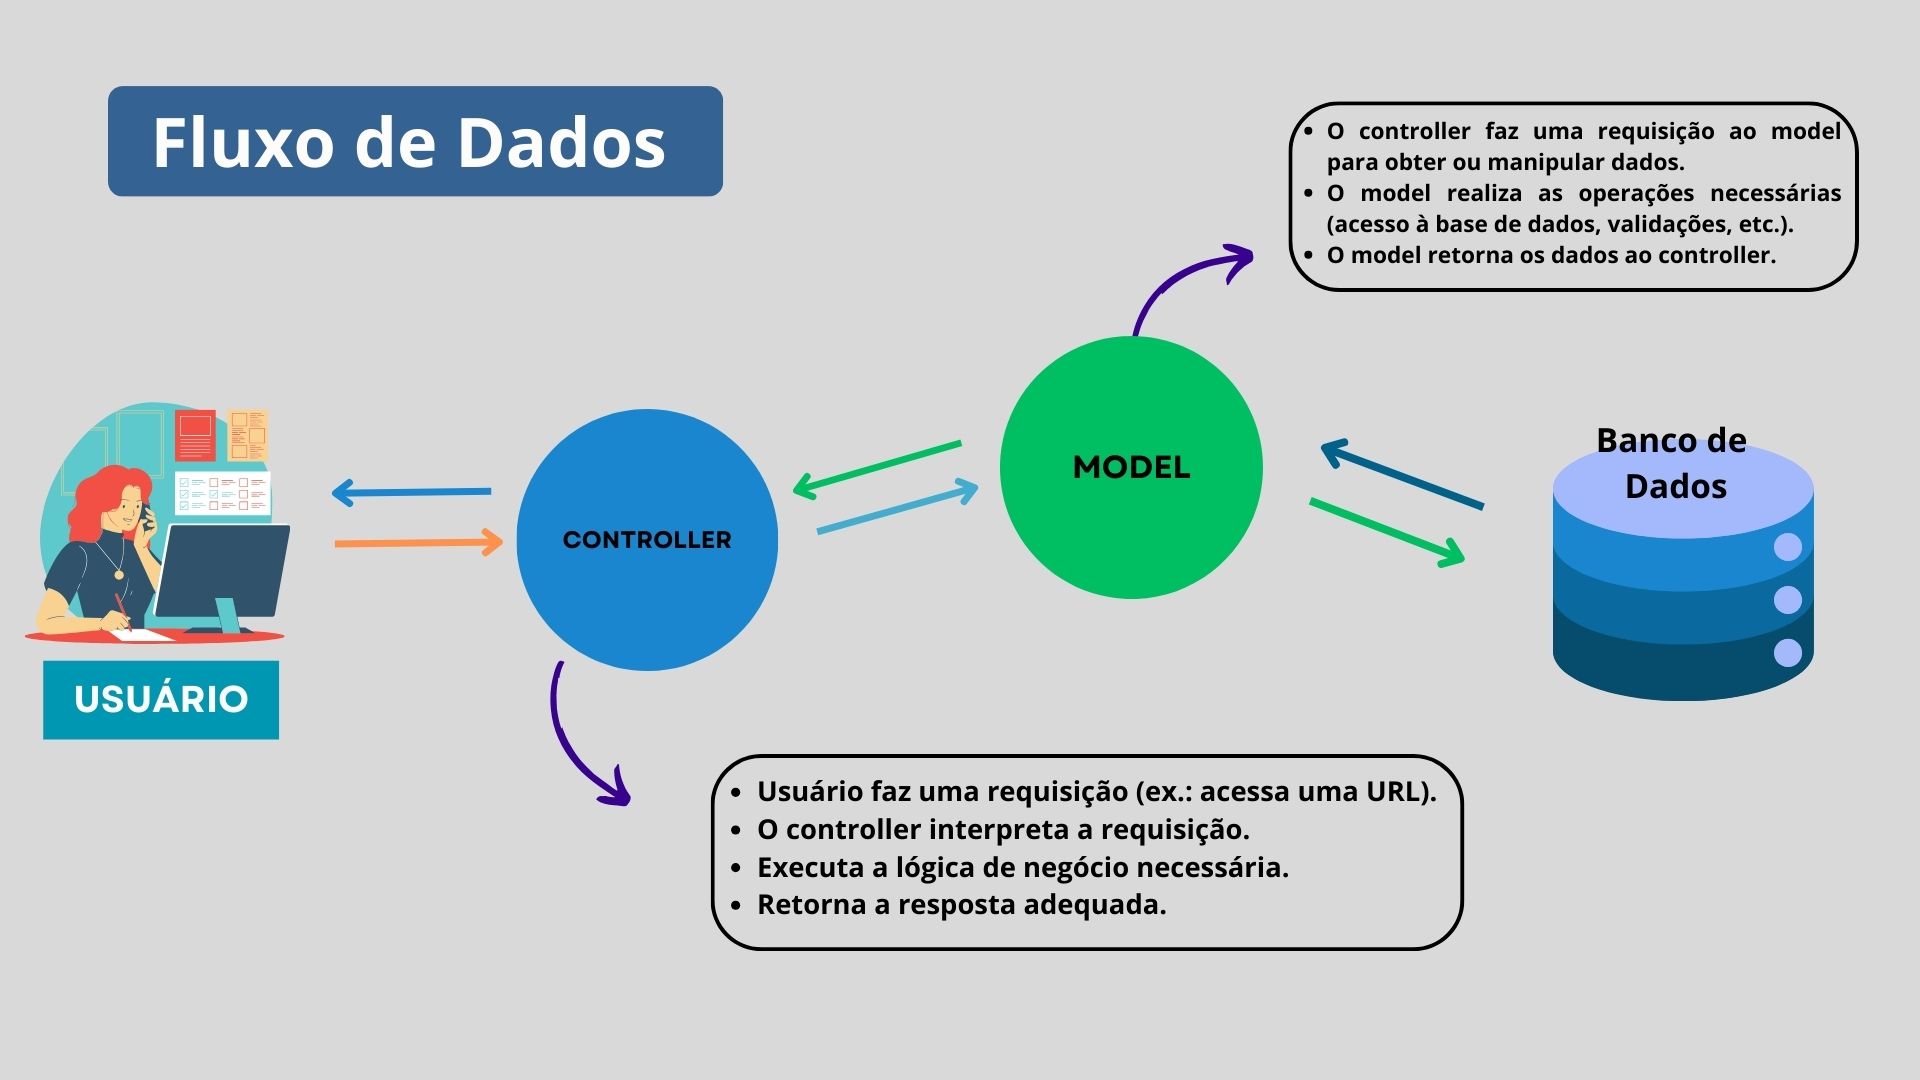 Fluxo de Dados
• O controller faz uma requisição ao model
para obter ou manipular dados.
• O model realiza as operações necessárias
(acesso à base de dados, validações, etc.).
• O model retorna os dados ao controller.
MODEL
Banco de
Dados
CONTROLLER
USUÁRIO
• Usuário faz uma requisição (ex.: acessa uma URL).
• O controller interpreta a requisição.
• Executa a lógica de negócio necessária.
• Retorna a resposta adequada.